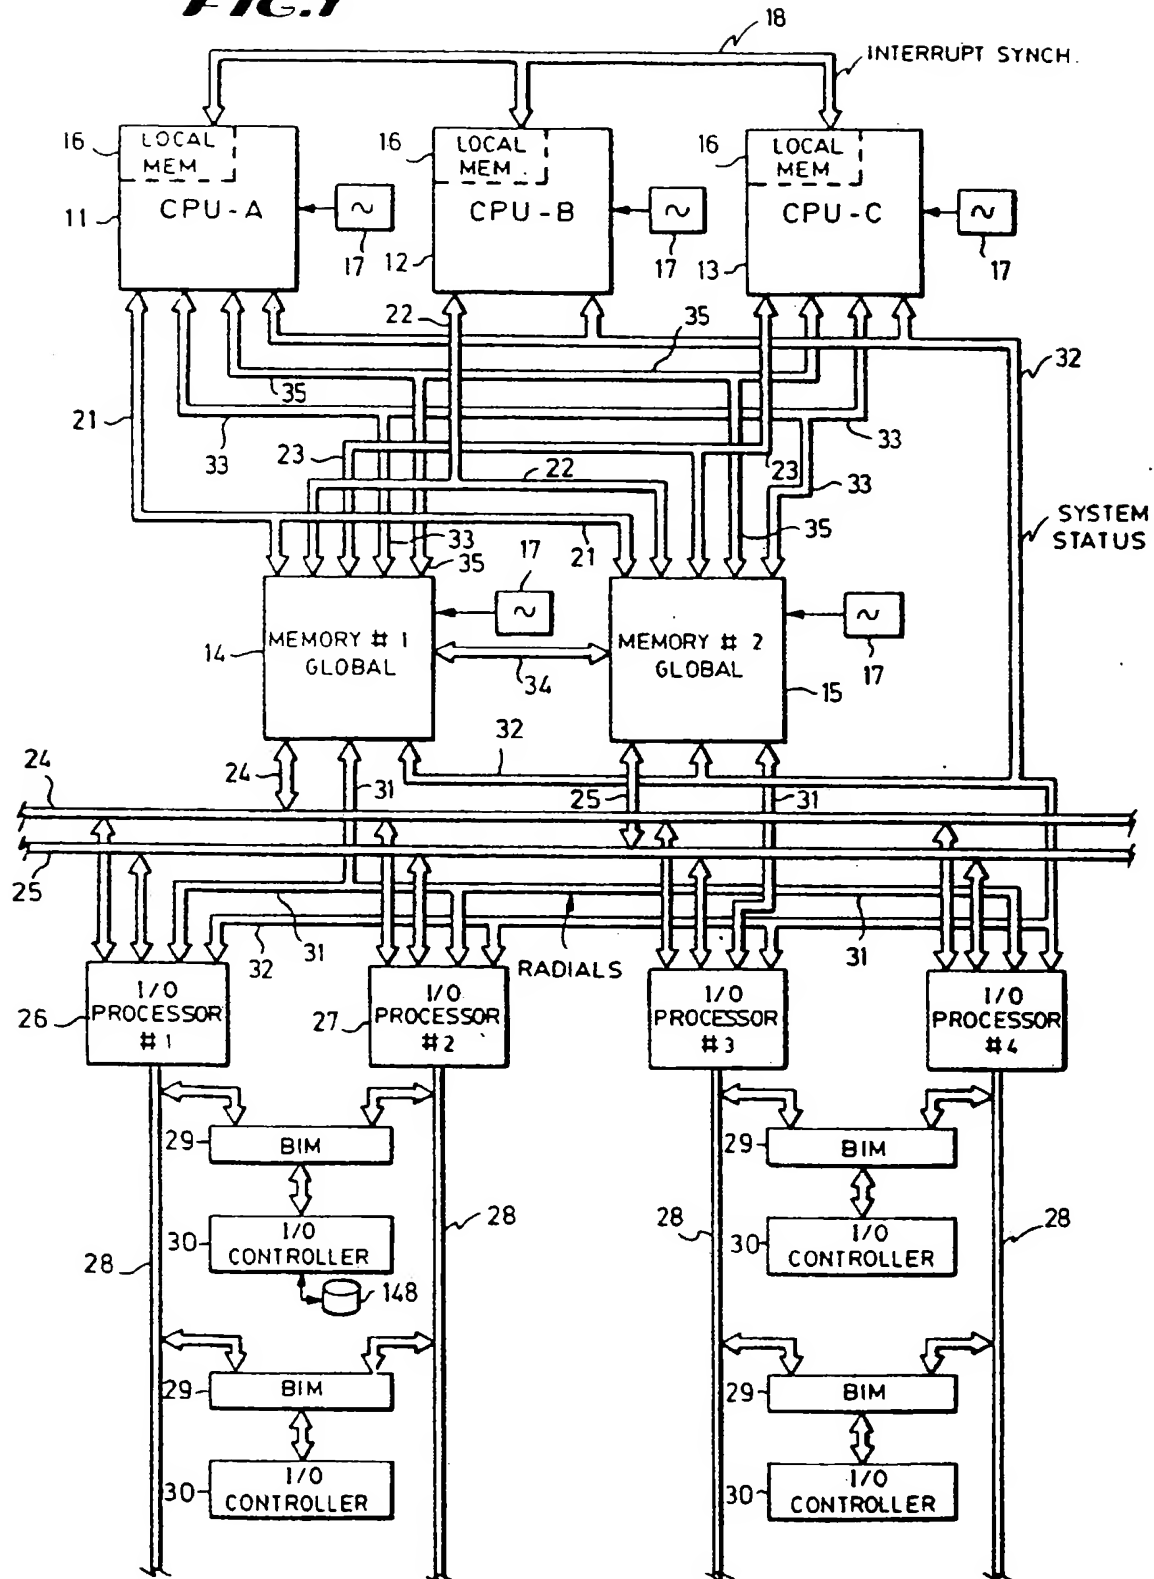 FIG.1
18
INTERRUPT SYNCH.
16
LOCAL
MEM
16
LOCAL
MEM.
16
LOCAL
MEM
11
CPU-A
~
17
12
CPU-B
~
17
13
CPU-C
~
17
22
35
32
35
21
33
23
22
23
33
33
SYSTEM
STATUS
33
35
21
35
17
~
~
17
14
MEMORY # 1
GLOBAL
34
MEMORY # 2
GLOBAL
15
24
24
31
32
25
31
25
32
31
RADIALS
31
26
I/O
PROCESSOR
#1
27
I/O
PROCESSOR
#2
I/O
PROCESSOR
#3
I/O
PROCESSOR
#4
29
BIM
29
BIM
28
30
I/O
CONTROLLER
28
28
30
I/O
CONTROLLER
28
148
29
BIM
29
BIM
30
I/O
CONTROLLER
30
I/O
CONTROLLER